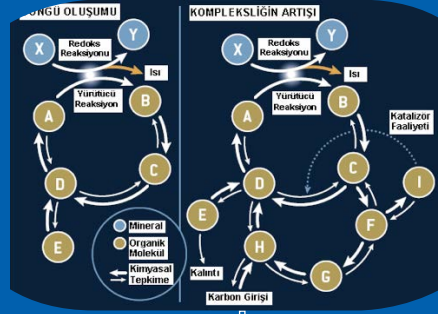 ÖNGÜ OLUŞUMU
X
Y
Redoks
Reaksiyonu
Isı
Yürütücü
Reaksiyon
A
B
C
D
E
Mineral
Organik
Molekül
Kimyasal
Tepkime
KOMPLEKSLİĞİN ARTIŞI
X
Y
Redoks
Reaksiyonu
Isı
Yürütücü
Reaksiyon
A
B
Katalizör
Faaliyeti
C
D
I
E
F
H
G
Kalıntı
Karbon Girişi